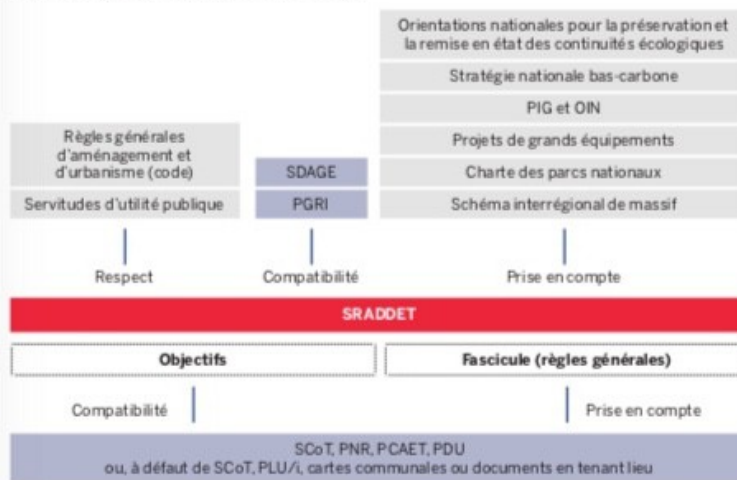 Orientations nationales pour la préservation et
la remise en état des continuités écologiques
Stratégie nationale bas-carbone
PIG et OIN
Projets de grands équipements
Charte des parcs nationaux
Schéma interrégional de massif
Règles générales
d'aménagement et
d'urbanisme (code)
Servitudes d'utilité publique
SDAGE
PGRI
Respect
Compatibilité
Prise en compte
SRADDET
Objectifs
Fascicule (règles générales)
Compatibilité
Prise en compte
SCoT, PNR, PCAET, PDU
ou, à défaut de SCoT, PLU/i, cartes communales ou documents en tenant lieu